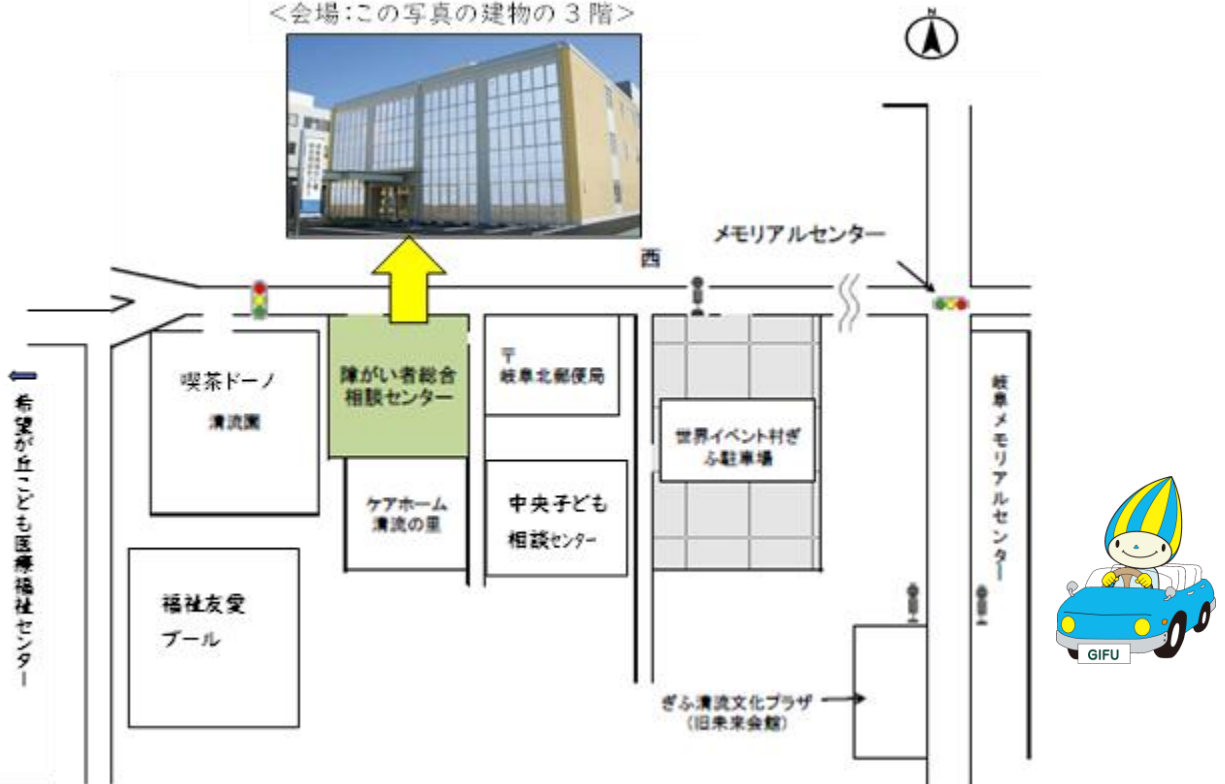 <会場:この写真の建物の3階>
N
メモリアルセンター
西
喫茶ドーノ
清流園
障がい者総合
相談センター
〒
岐阜北郵便局
世界イベント村ぎ
ふ駐車場
岐阜メモリアルセンター
希望が丘こども医療福祉センター
ケアホーム
清流の里
中央子ども
相談センター
福祉友愛
プール
ぎふ清流文化プラザ
(旧未来会館)
GIFU